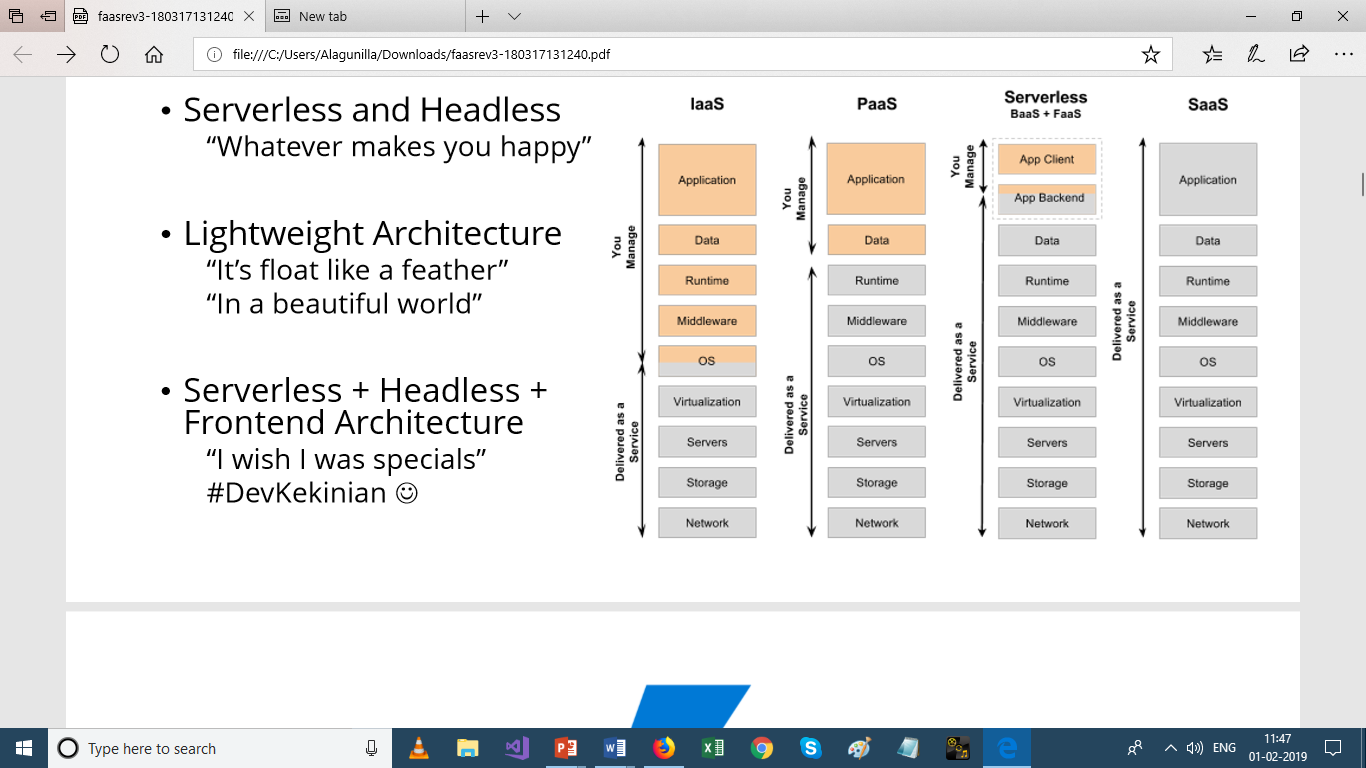 faasrev3-180317131240
New tab
file:///C:/Users/Alagunilla/Downloads/faasrev3-180317131240.pdf
• Serverless and Headless
“Whatever makes you happy”
• Lightweight Architecture
“It’s float like a feather”
“In a beautiful world”
• Serverless + Headless +
Frontend Architecture
“I wish I was specials”
#DevKekinian ☺
IaaS
You
Manage
Delivered as a
Service
Application
Data
Runtime
Middleware
OS
Virtualization
Servers
Storage
Network
PaaS
You
Manage
Delivered as a
Service
Application
Data
Runtime
Middleware
OS
Virtualization
Servers
Storage
Network
Serverless
BaaS + FaaS
You
Manage
Delivered as a
Service
App Client
App Backend
Data
Runtime
Middleware
OS
Virtualization
Servers
Storage
Network
SaaS
Delivered as a
Service
Application
Data
Runtime
Middleware
OS
Virtualization
Servers
Storage
Network
Type here to search
ENG
11:47
01-02-2019